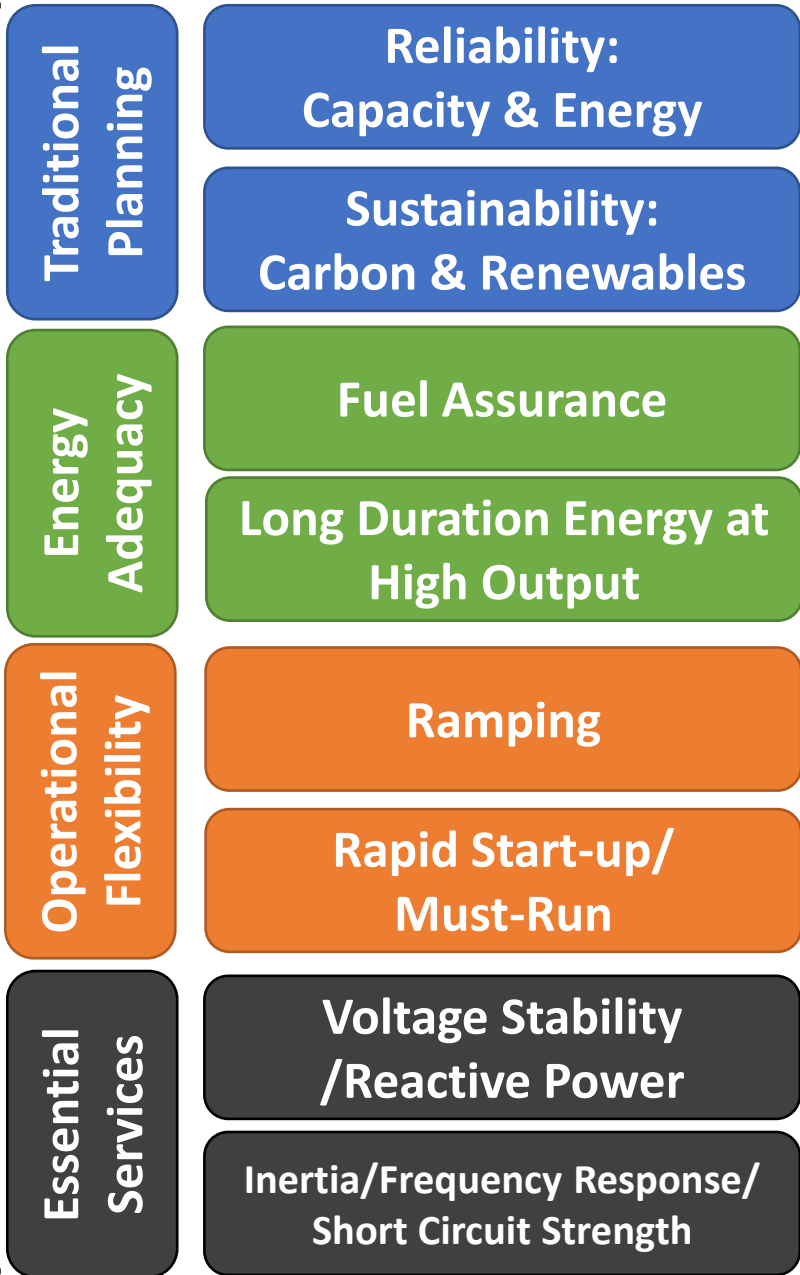 Traditional
Planning
Reliability:
Capacity & Energy
Sustainability:
Carbon & Renewables
Energy
Adequacy
Fuel Assurance
Long Duration Energy at
High Output
Operational
Flexibility
Ramping
Rapid Start-up/
Must-Run
Essential
Services
Voltage Stability
/Reactive Power
Inertia/Frequency Response/
Short Circuit Strength